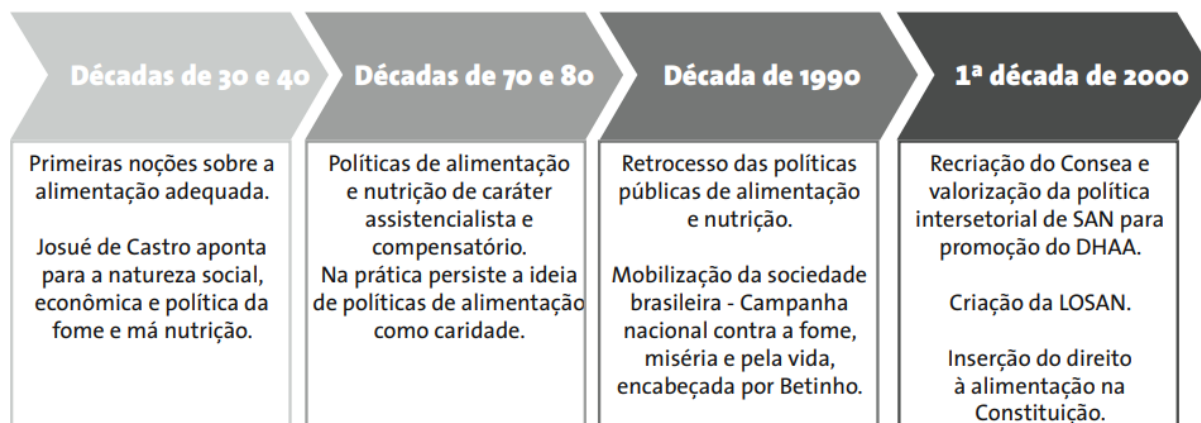 Décadas de 30 e 40
Primeiras noções sobre a
alimentação adequada.
Josué de Castro aponta
para a natureza social,
econômica e política da
fome e má nutrição.
Décadas de 70 e 80
Políticas de alimentação
e nutrição de caráter
assistencialista e
compensatório.
Na prática persiste a ideia
de políticas de alimentação
como caridade.
Década de 1990
Retrocesso das políticas
públicas de alimentação
e nutrição.
Mobilização da sociedade
brasileira - Campanha
nacional contra a fome,
miséria e pela vida,
encabeçada por Betinho.
1ª década de 2000
Recriação do Consea e
valorização da política
intersetorial de SAN para
promoção do DHAA.
Criação da LOSAN.
Inserção do direito
à alimentação na
Constituição.